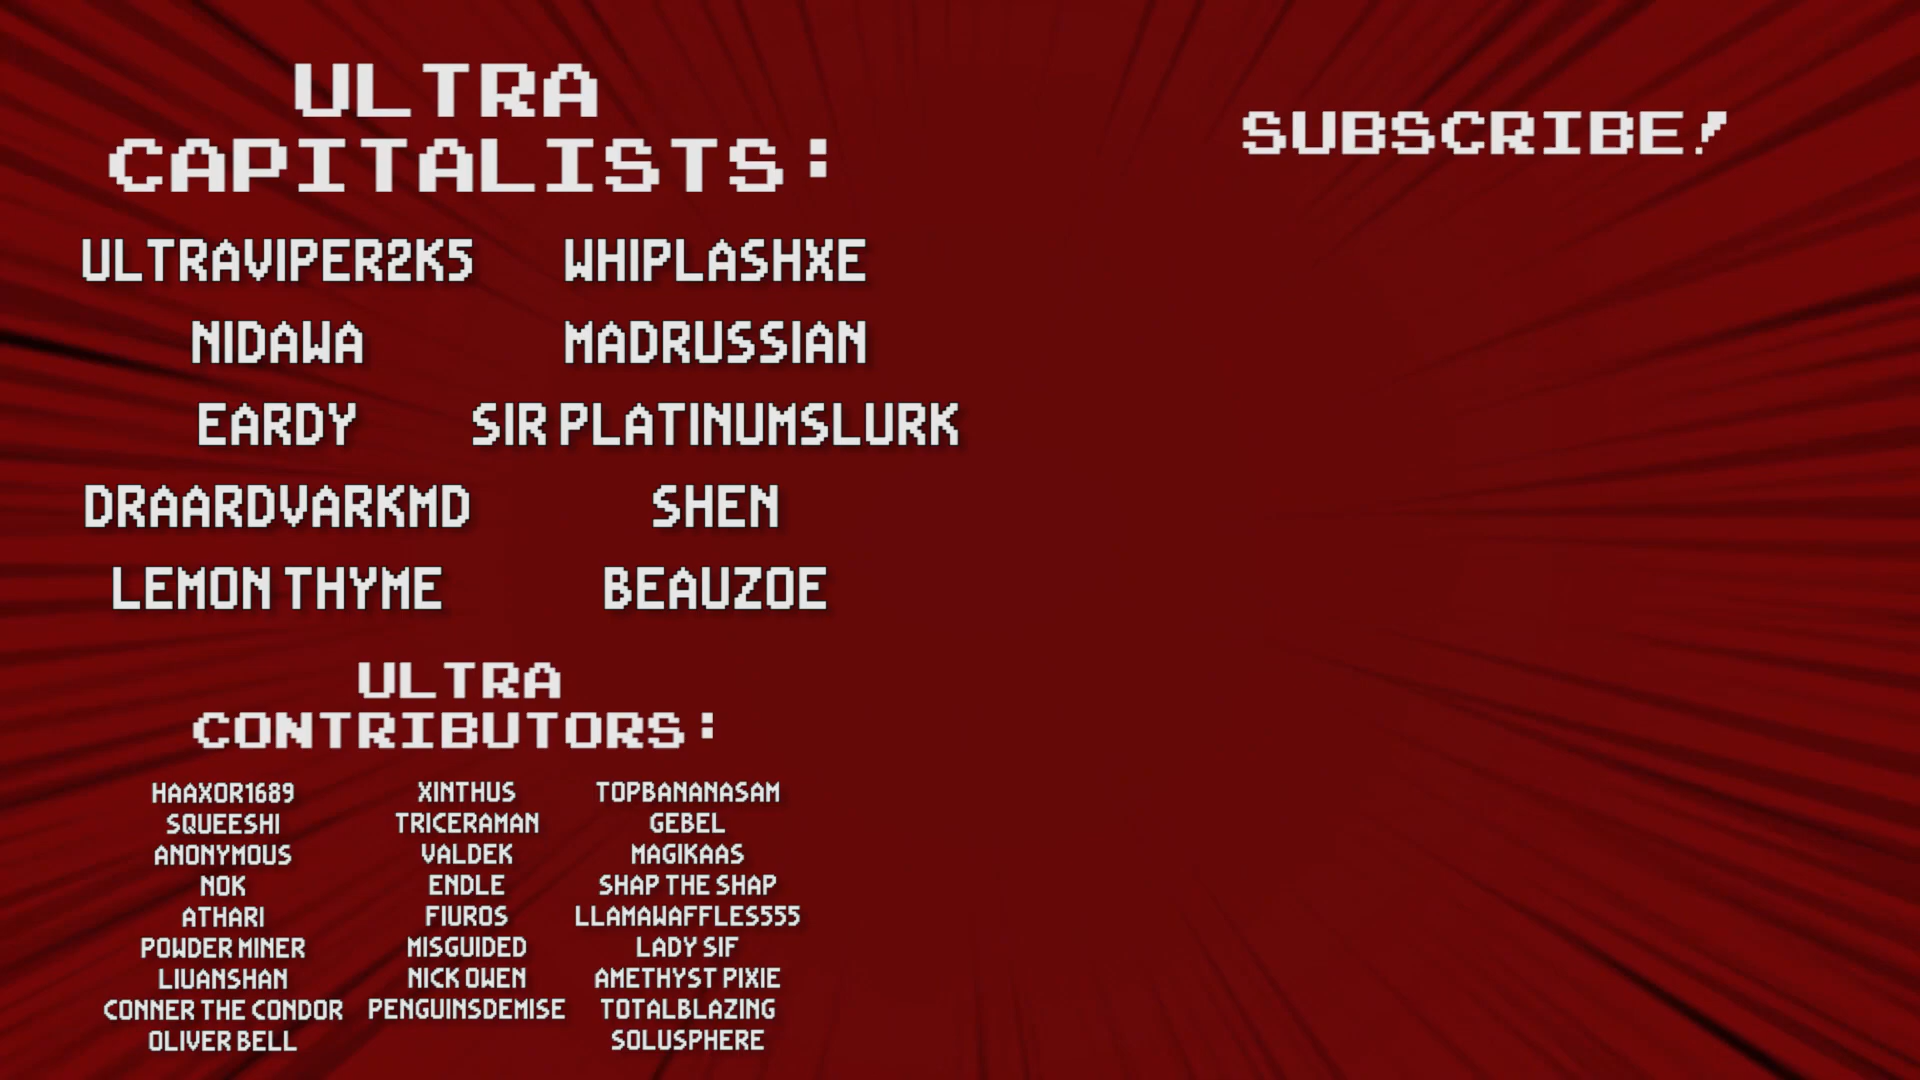 ULTRA
CAPITALISTS:
SUBSCRIBE!
ULTRAVIPER2K5 WHIPLASHXE
NIDAWA MADRUSSIAN
EARDY SIR PLATINUMSLURK
DRAARDVARKMD SHEN
LEMON THYME BEAUZOE
ULTRA
CONTRIBUTORS:
HAAXOR1689 XINTHUS TOPBANANASAM
SQUEESHI TRICERAMAN GEBEL
ANONYMOUS VALDEK MAGIKAAS
NOK ENDLE SHAP THE SHAP
ATHARI FIUROS LLAMAWAFFLES555
POWDER MINER MISGUIDED LADY SIF
LIUANSHAN NICK OWEN AMETHYST PIXIE
CONNER THE CONDOR PENGUINSDEMISE TOTALBLAZING
OLIVER BELL SOLUSPHERE